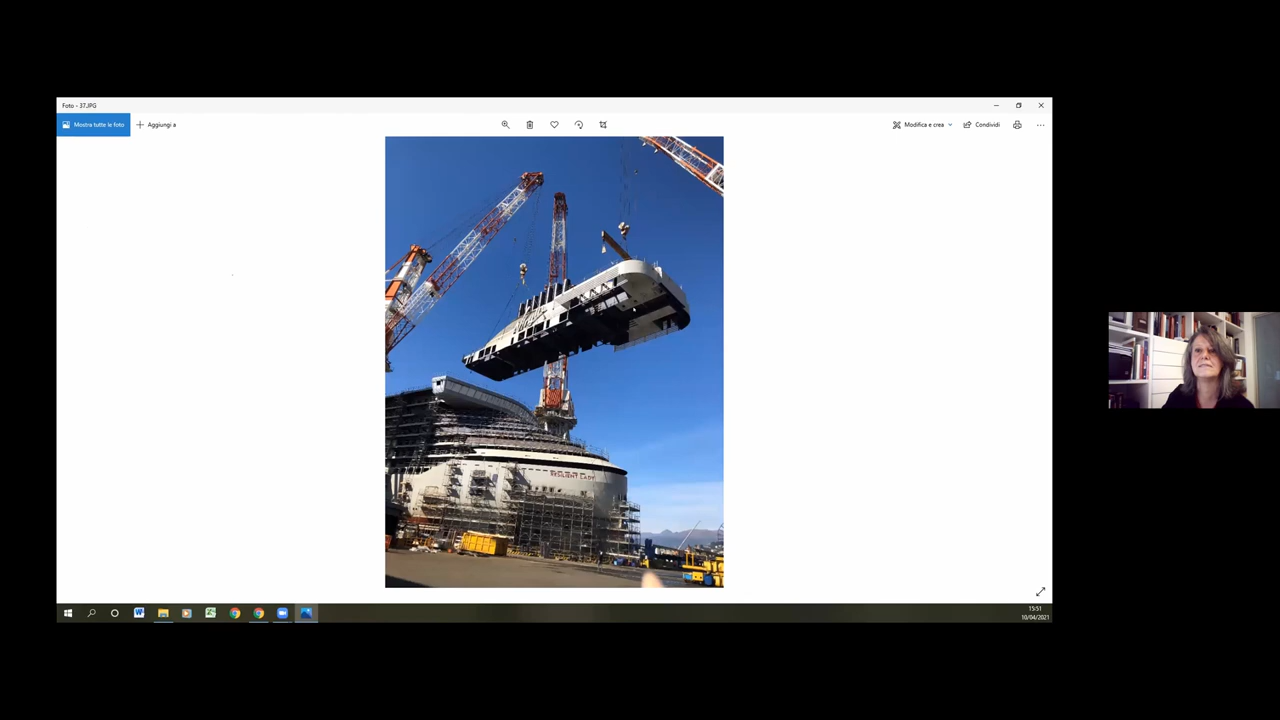 Foto - 37.JPG
Mostra tutte le foto
Aggiungi a
Modifica e crea
Condividi
RESILIENT LADY
15:51
10/04/2021